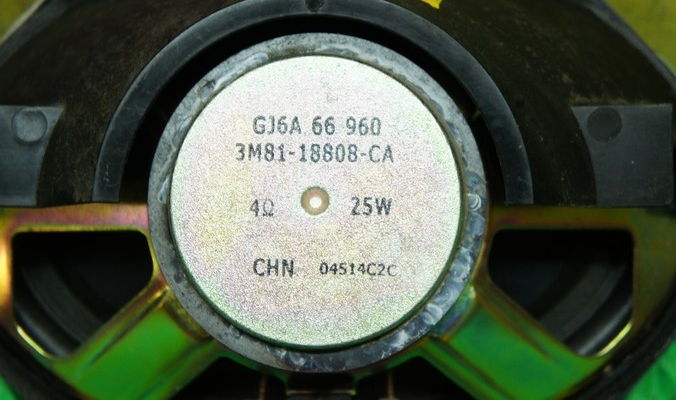 GJ6A 66 960
3M81-18808-CA
4Ω 25W
CHN 04514C2C